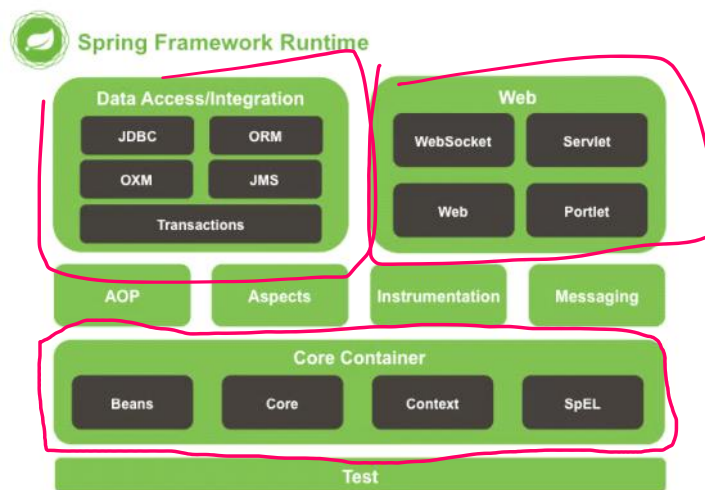 Spring Framework Runtime
Data Access/Integration
JDBC ORM
OXM JMS
Transactions
Web
WebSocket Servlet
Web Portlet
AOP Aspects Instrumentation Messaging
Core Container
Beans Core Context SpEL
Test